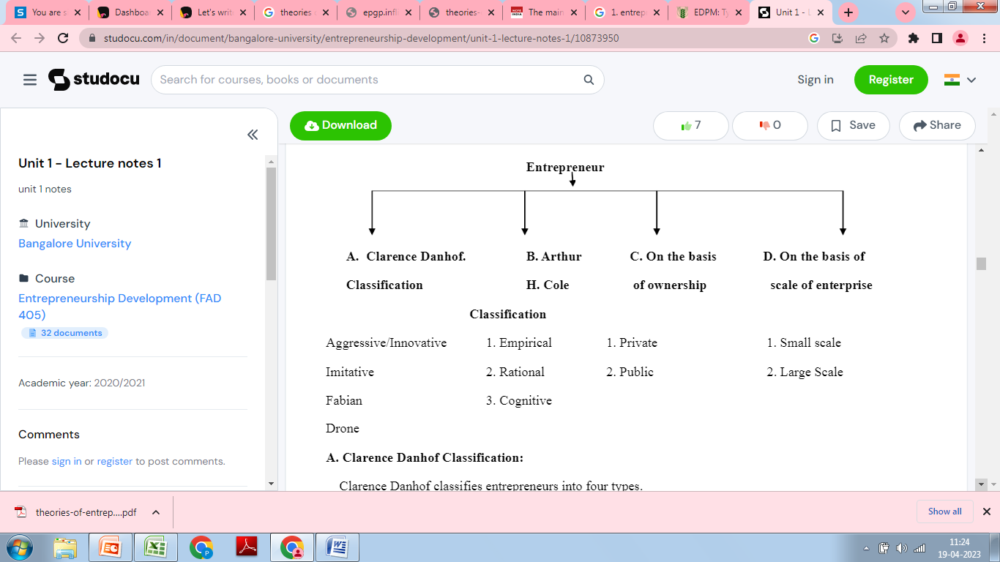 You are s
Dashboa
Let's writ
theories
epgp.infl
theories-
The main
1. entrep
EDPM: Ty
Unit 1 - L
studocu.com/in/document/bangalore-university/entrepreneurship-development/unit-1-lecture-notes-1/10873950
studocu
Search for courses, books or documents
Sign in
Register
Download
7
0
Save
Share
Unit 1 - Lecture notes 1
unit 1 notes
University
Bangalore University
Course
Entrepreneurship Development (FAD
405)
32 documents
Academic year: 2020/2021
Comments
Please sign in or register to post comments.
Entrepreneur
A. Clarence Danhof. B. Arthur C. On the basis D. On the basis of
Classification H. Cole of ownership scale of enterprise
Classification
Aggressive/Innovative 1. Empirical 1. Private 1. Small scale
Imitative 2. Rational 2. Public 2. Large Scale
Fabian 3. Cognitive
Drone
A. Clarence Danhof Classification:
Clarence Danhof classifies entrepreneurs into four types.
theories-of-entrep....pdf
Show all
11:24
19-04-2023